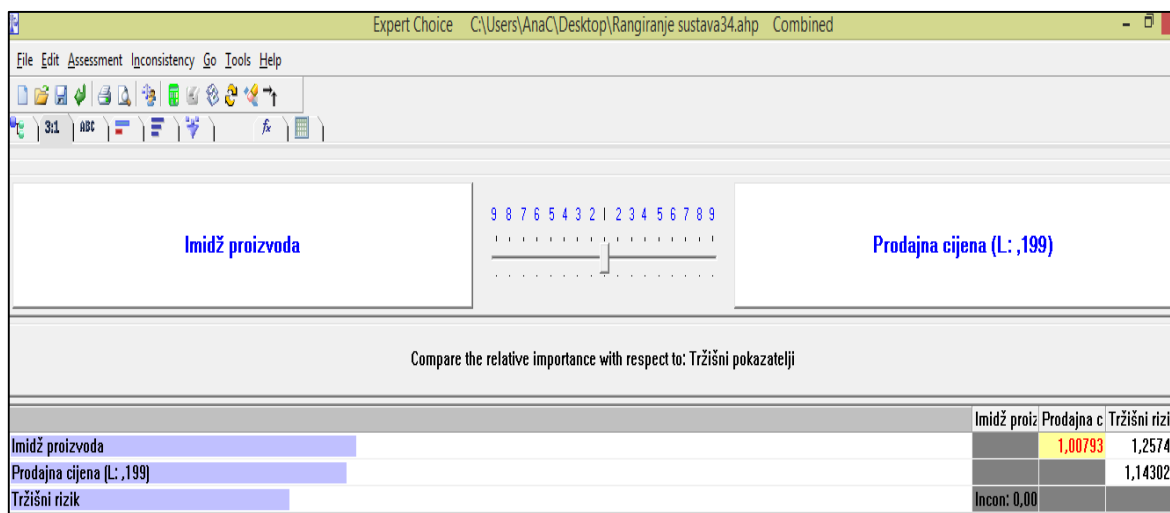 Expert Choice C:\Users\AnaC\Desktop\Rangiranje sustava34.ahp Combined
File Edit Assessment Inconsistency Go Tools Help
3:1 ABC fx
9 8 7 6 5 4 3 2 1 2 3 4 5 6 7 8 9
Imidž proizvoda
Prodajna cijena (L: ,199)
Compare the relative importance with respect to: Tržišni pokazatelji
Imidž proiz Prodajna c Tržišni rizi
Imidž proizvoda 1,00793 1,2574
Prodajna cijena (L: ,199) 1,14302
Tržišni rizik Incon: 0,00